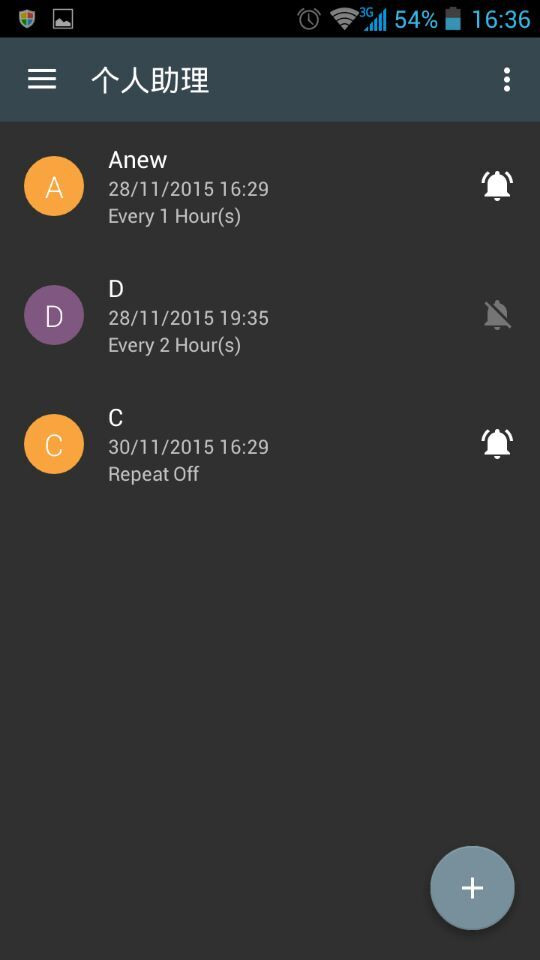 3G 54% 16:36
个人助理
A
Anew
28/11/2015 16:29
Every 1 Hour(s)
D
D
28/11/2015 19:35
Every 2 Hour(s)
C
C
30/11/2015 16:29
Repeat Off